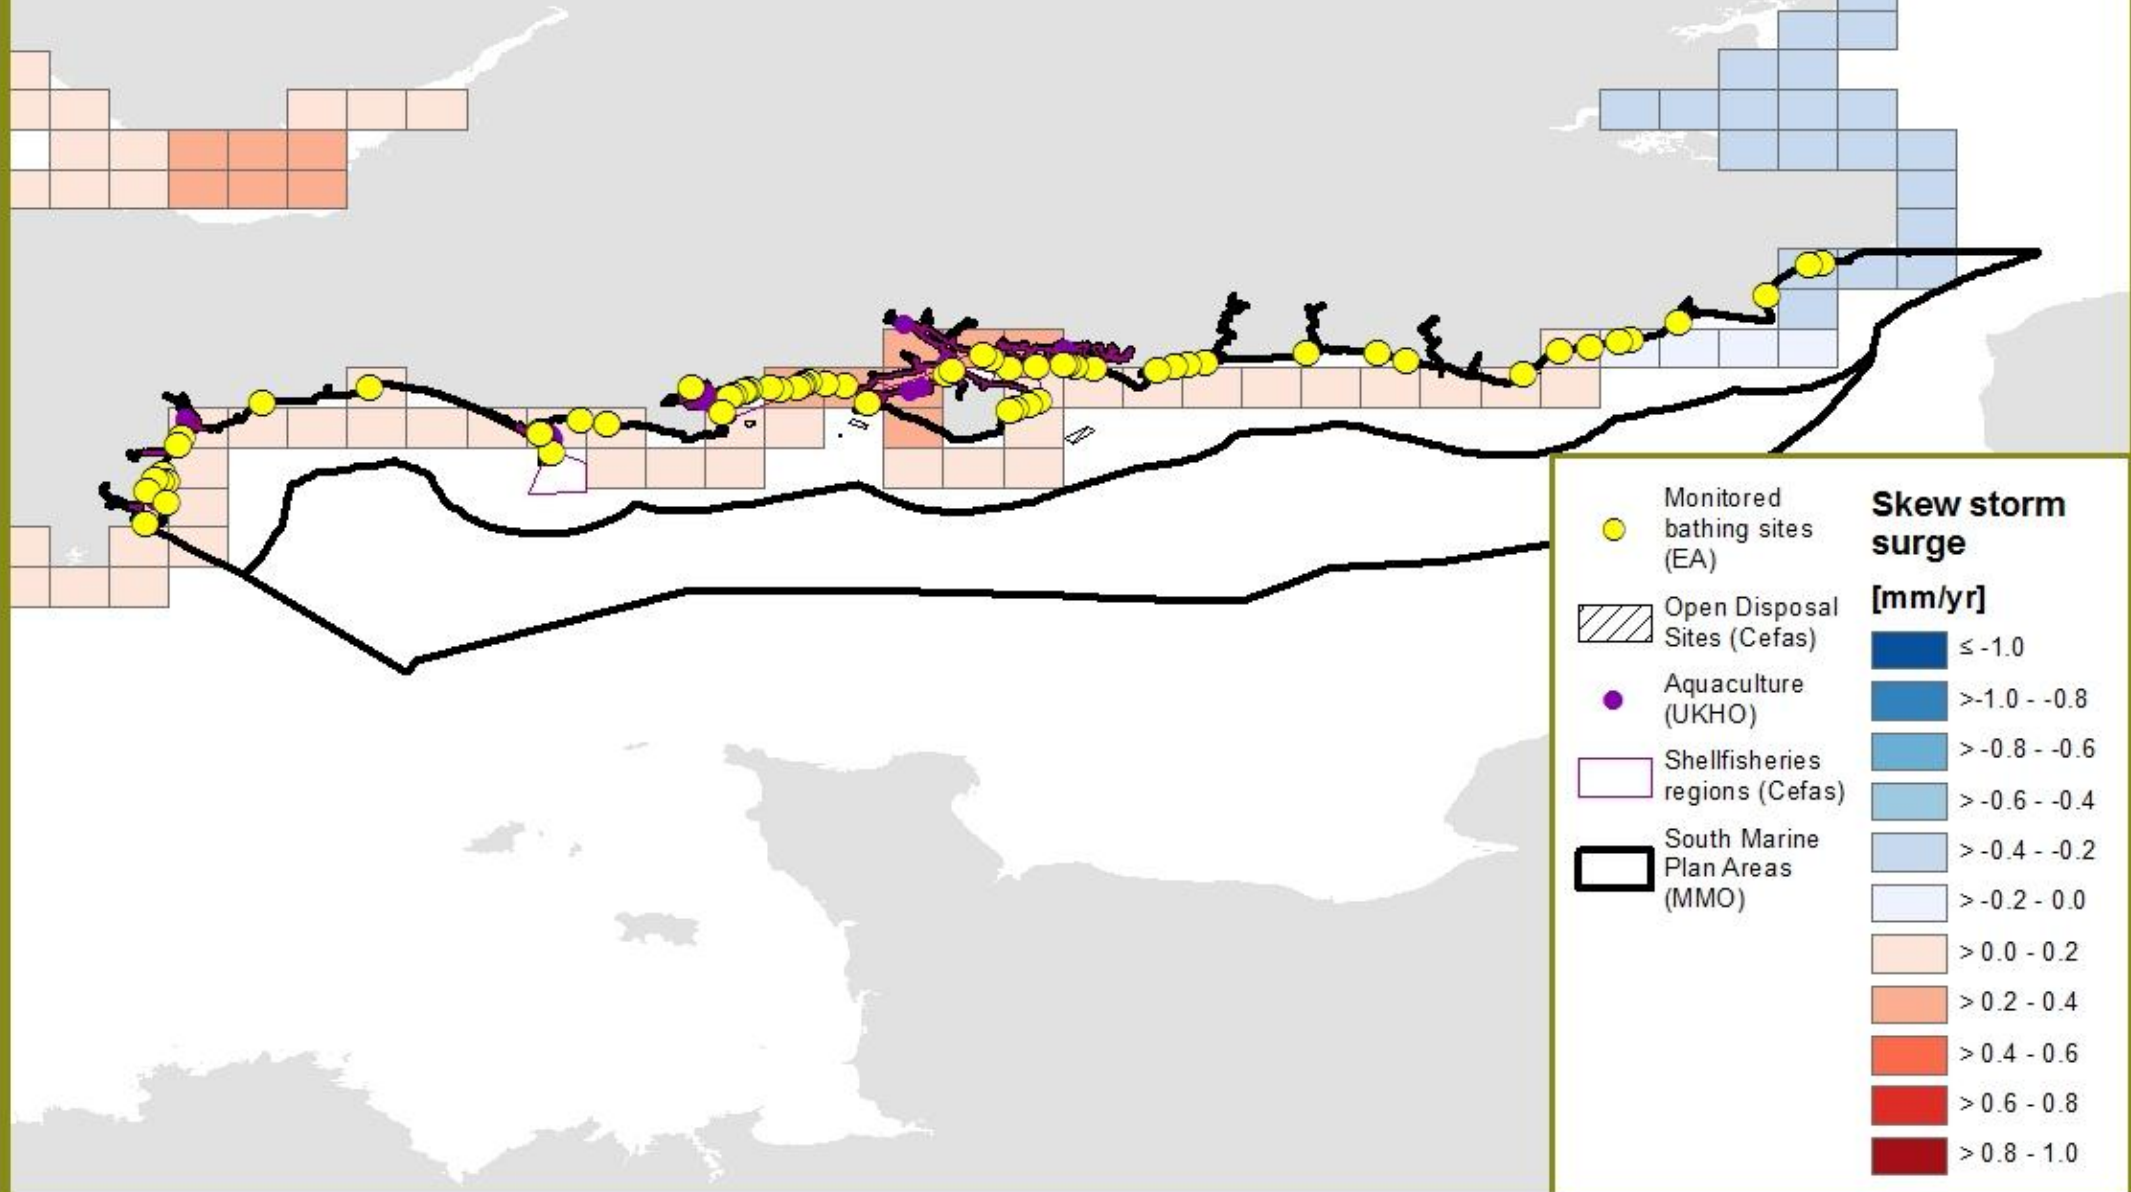 Monitored
bathing sites
(EA)
Open Disposal
Sites (Cefas)
Aquaculture
(UKHO)
Shellfisheries
regions (Cefas)
South Marine
Plan Areas
(MMO)
Skew storm
surge
[mm/yr]
≤ -1.0
>-1.0 - -0.8
> -0.8 - -0.6
> -0.6 - -0.4
> -0.4 - -0.2
> -0.2 - 0.0
> 0.0 - 0.2
> 0.2 - 0.4
> 0.4 - 0.6
> 0.6 - 0.8
> 0.8 - 1.0